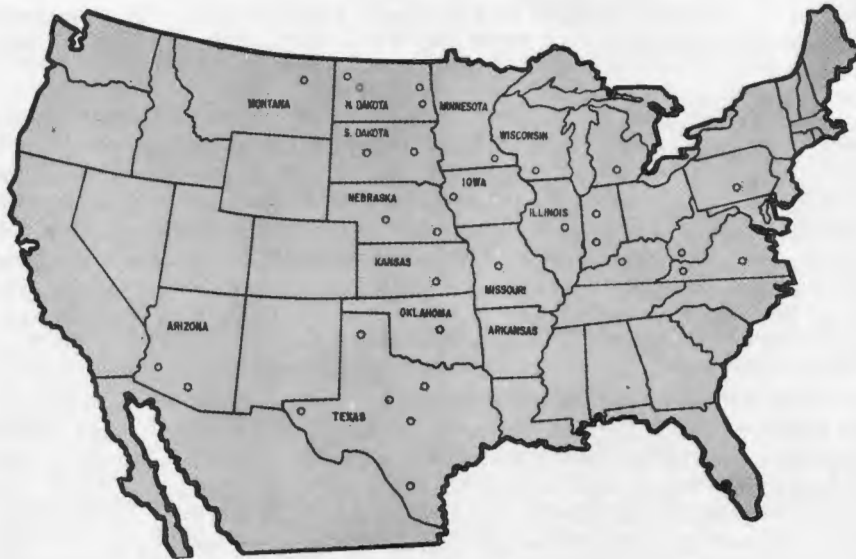 MONTANA
N. DAKOTA
MINNESOTA
S. DAKOTA
WISCONSIN
IOWA
NEBRASKA
ILLINOIS
KANSAS
MISSOURI
OKLAHOMA
ARKANSAS
ARIZONA
TEXAS